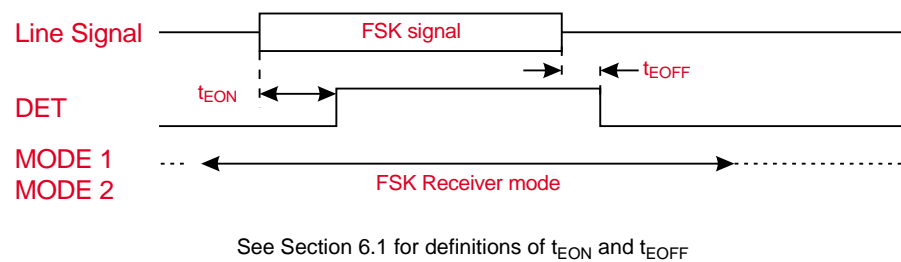 Line Signal
FSK signal
tEOFF
tEON
DET
MODE 1
MODE 2
FSK Receiver mode
See Section 6.1 for definitions of tEON and tEOFF